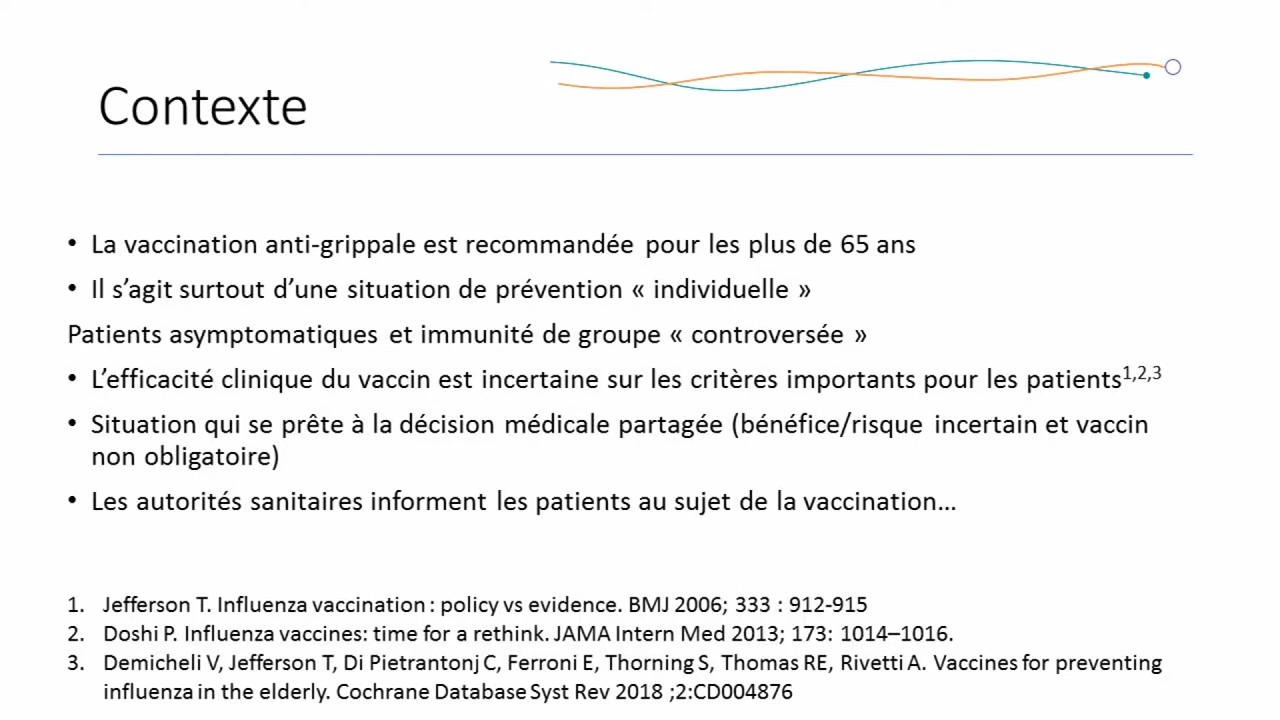 Contexte
• La vaccination anti-grippale est recommandée pour les plus de 65 ans
• Il s’agit surtout d’une situation de prévention « individuelle »
Patients asymptomatiques et immunité de groupe « controversée »
• L’efficacité clinique du vaccin est incertaine sur les critères importants pour les patients1,2,3
• Situation qui se prête à la décision médicale partagée (bénéfice/risque incertain et vaccin
non obligatoire)
• Les autorités sanitaires informent les patients au sujet de la vaccination…
1. Jefferson T. Influenza vaccination : policy vs evidence. BMJ 2006; 333 : 912-915
2. Doshi P. Influenza vaccines: time for a rethink. JAMA Intern Med 2013; 173: 1014–1016.
3. Demicheli V, Jefferson T, Di Pietrantonj C, Ferroni E, Thorning S, Thomas RE, Rivetti A. Vaccines for preventing
influenza in the elderly. Cochrane Database Syst Rev 2018 ;2:CD004876